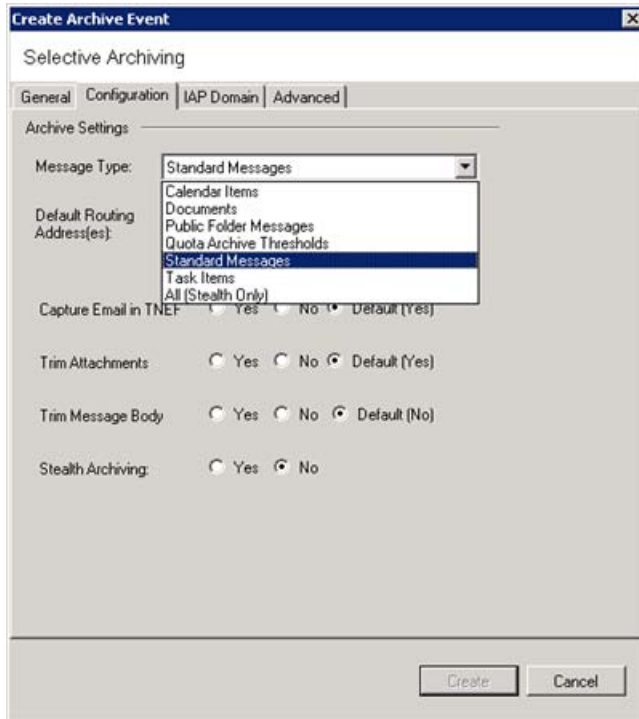 Create Archive Event
Selective Archiving
General Configuration IAP Domain Advanced
Archive Settings
Message Type: Standard Messages
Calendar Items
Documents
Default Routing Address(es):
Public Folder Messages
Quota Archive Thresholds
Standard Messages
Task Items
All (Stealth Only)
Capture Email in TNEF Yes No Default (Yes)
Trim Attachments Yes No Default (Yes)
Trim Message Body Yes No Default (No)
Stealth Archiving: Yes No
Create Cancel